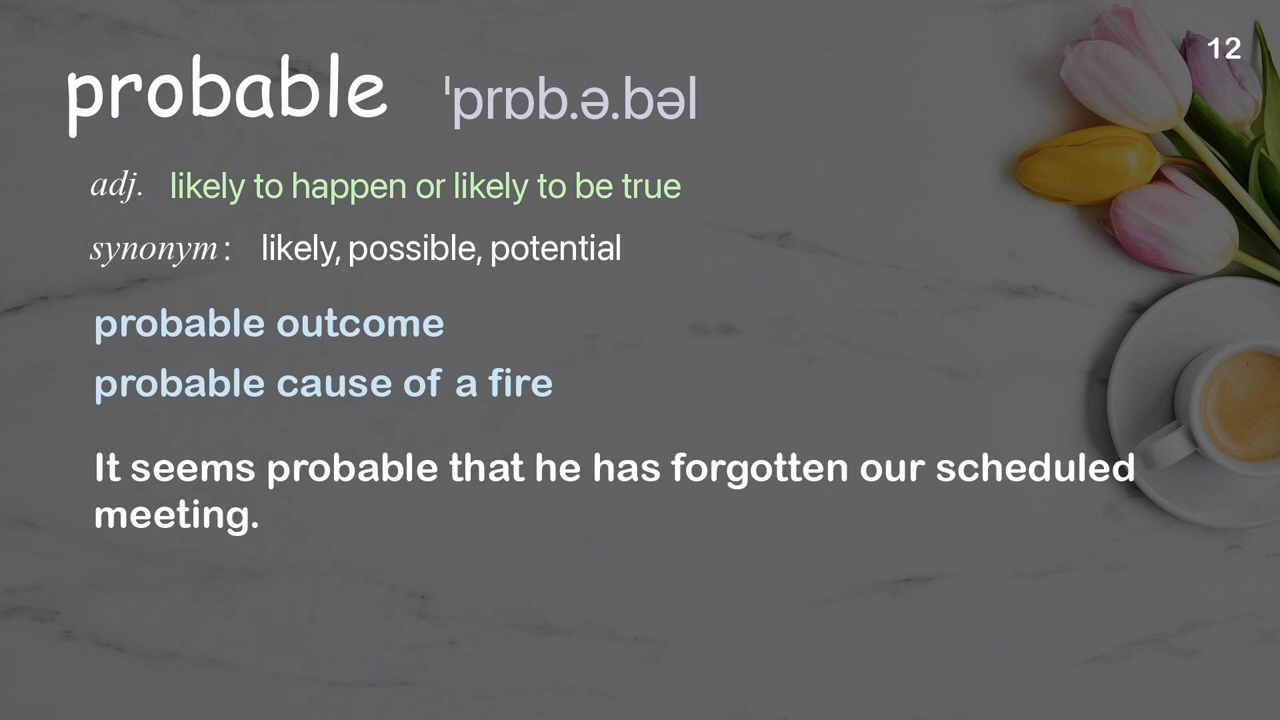 12
probable ˈprɒb.ə.bəl
adj. likely to happen or likely to be true
synonym: likely, possible, potential
probable outcome
probable cause of a fire
It seems probable that he has forgotten our scheduled
meeting.